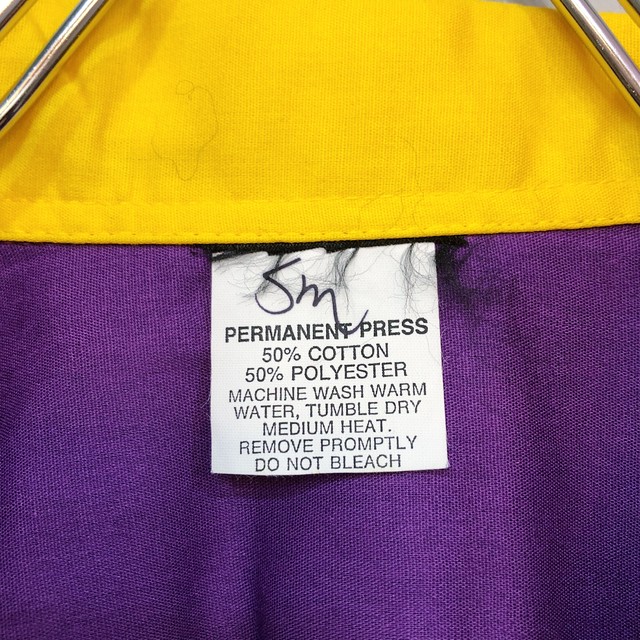 Sm
PERMANENT PRESS
50% COTTON
50% POLYESTER
MACHINE WASH WARM
WATER, TUMBLE DRY
MEDIUM HEAT.
REMOVE PROMPTLY
DO NOT BLEACH